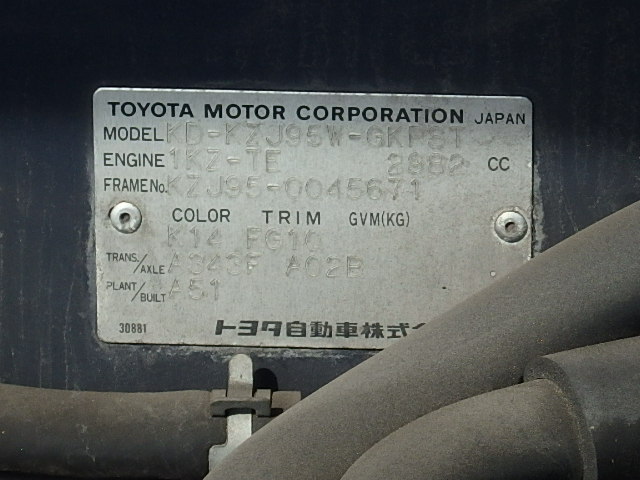 TOYOTA MOTOR CORPORATION JAPAN
MODEL KD-KZJ95W-GKPST
ENGINE 1KZ-TE 2982 CC
FRAME No. KZJ95-0045671
COLOR TRIM GVM(KG)
K14 FG10
TRANS./AXLE A343F A02B
PLANT/BUILT A51
30881 トヨタ自動車株式